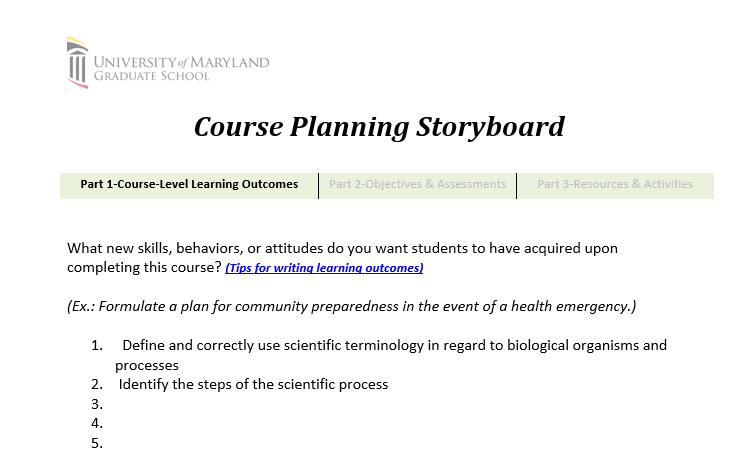 UNIVERSITY of MARYLAND
GRADUATE SCHOOL
Course Planning Storyboard
Part 1-Course-Level Learning Outcomes Part 2-Objectives & Assessments Part 3-Resources & Activities
What new skills, behaviors, or attitudes do you want students to have acquired upon
completing this course? (Tips for writing learning outcomes)
(Ex.: Formulate a plan for community preparedness in the event of a health emergency.)
1. Define and correctly use scientific terminology in regard to biological organisms and
processes
2. Identify the steps of the scientific process
3.
4.
5.